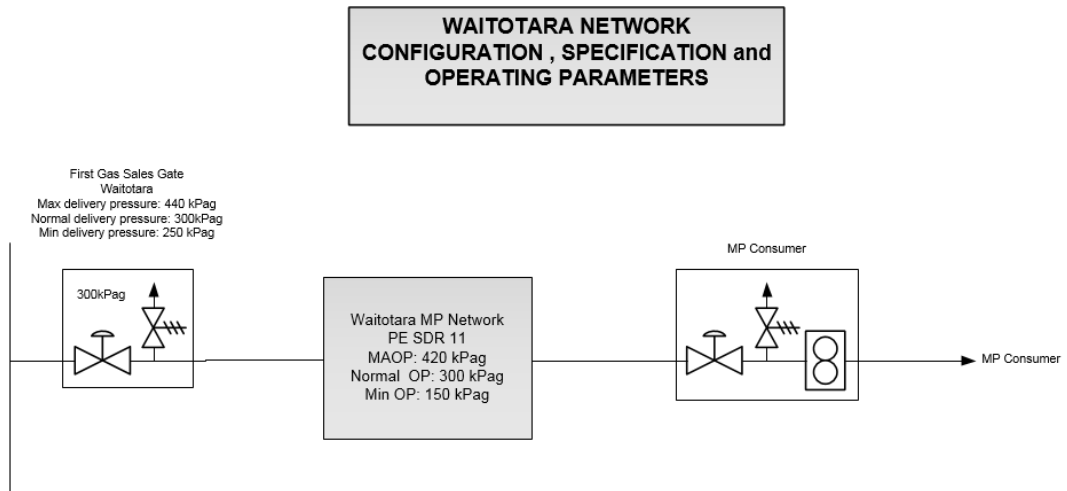 WAITOTARA NETWORK
CONFIGURATION , SPECIFICATION and
OPERATING PARAMETERS
First Gas Sales Gate
Waitotara
Max delivery pressure: 440 kPag
Normal delivery pressure: 300kPag
Min delivery pressure: 250 kPag
300kPag
Waitotara MP Network
PE SDR 11
MAOP: 420 kPag
Normal OP: 300 kPag
Min OP: 150 kPag
MP Consumer
MP Consumer